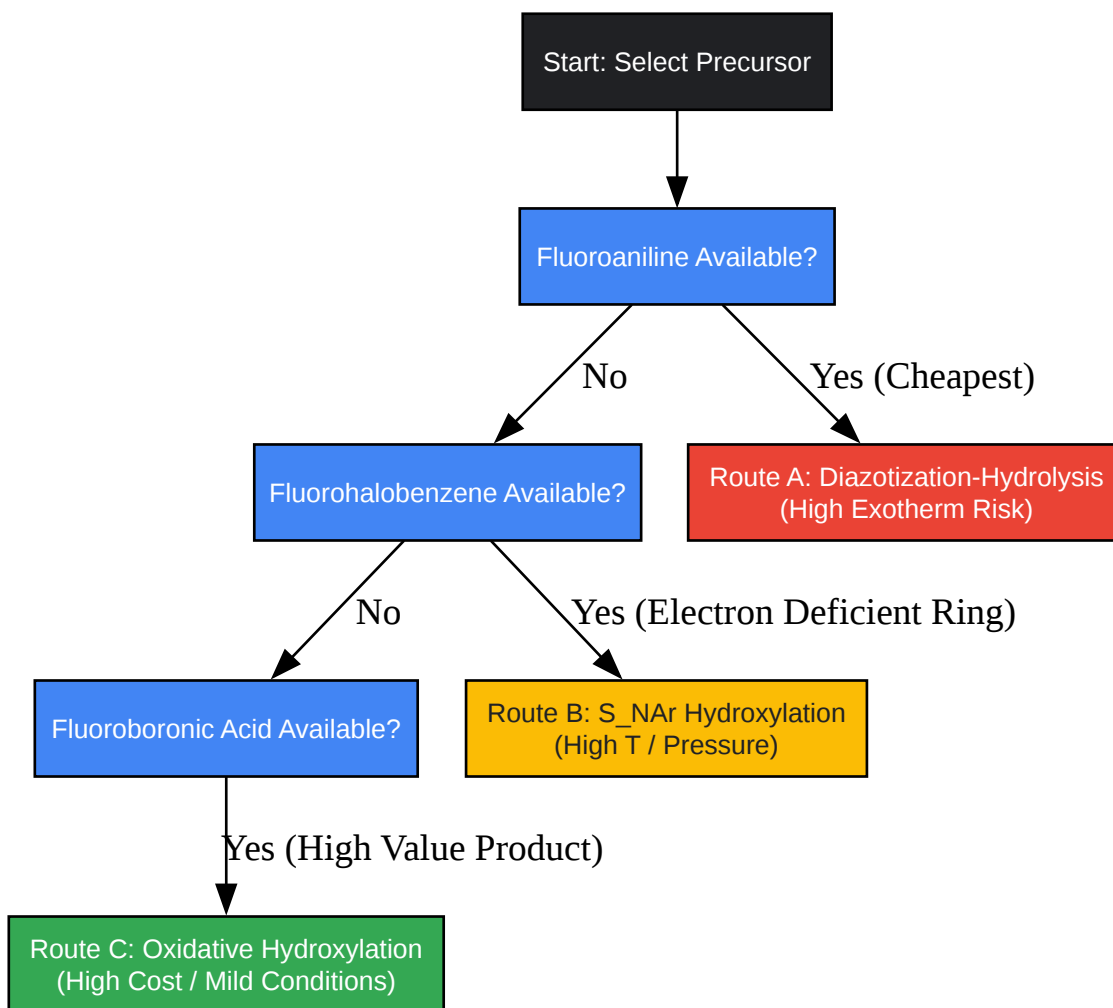 Start: Select Precursor
Fluoroaniline Available?
No
Yes (Cheapest)
Fluorohalobenzene Available?
Route A: Diazotization-Hydrolysis
(High Exotherm Risk)
No
Yes (Electron Deficient Ring)
Fluoroboronic Acid Available?
Route B: S_NAr Hydroxylation
(High T / Pressure)
Yes (High Value Product)
Route C: Oxidative Hydroxylation
(High Cost / Mild Conditions)